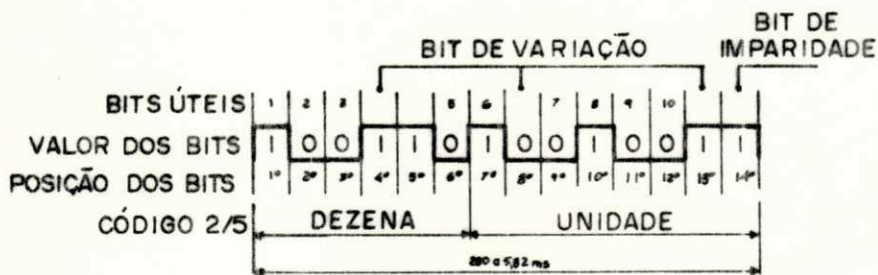 BIT DE VARIAÇÃO
BIT DE IMPARIDADE
BITS ÚTEIS 1 2 3 5 6 7 8 9 10
VALOR DOS BITS 1 0 0 1 1 0 1 0 0 1 0 0 1 1
POSIÇÃO DOS BITS 1º 2º 3º 4º 5º 6º 7º 8º 9º 10º 11º 12º 13º 14º
CÓDIGO 2/5 DEZENA UNIDADE